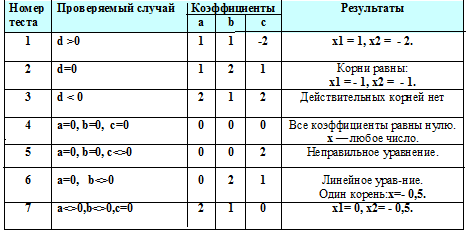 Номер теста Проверяемый случай Коэффициенты Результаты
a b c
1 d >0 1 1 -2 x1 = 1, x2 = - 2.
2 d=0 1 2 1 Корни равны:
x1 = - 1, x2 = - 1.
3 d < 0 2 1 2 Действительных корней нет
4 a=0, b=0, c=0 0 0 0 Все коэффициенты равны нулю.
х — любое число.
5 a=0, b=0, c<>0 0 0 2 Неправильное уравнение.
6 a=0, b<>0 0 2 1 Линейное урав-ние.
Один корень:x=- 0,5.
7 a<>0,b<>0,c=0 2 1 0 x1= 0, x2= - 0,5.